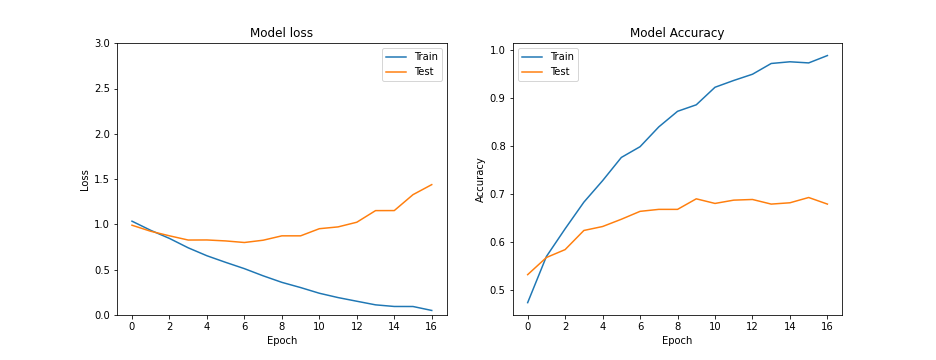 Model loss
3.0
2.5
2.0
1.5
1.0
0.5
0.0
Loss
Train
Test
0 2 4 6 8 10 12 14 16
Epoch
Model Accuracy
1.0
0.9
0.8
0.7
0.6
0.5
Accuracy
Train
Test
0 2 4 6 8 10 12 14 16
Epoch